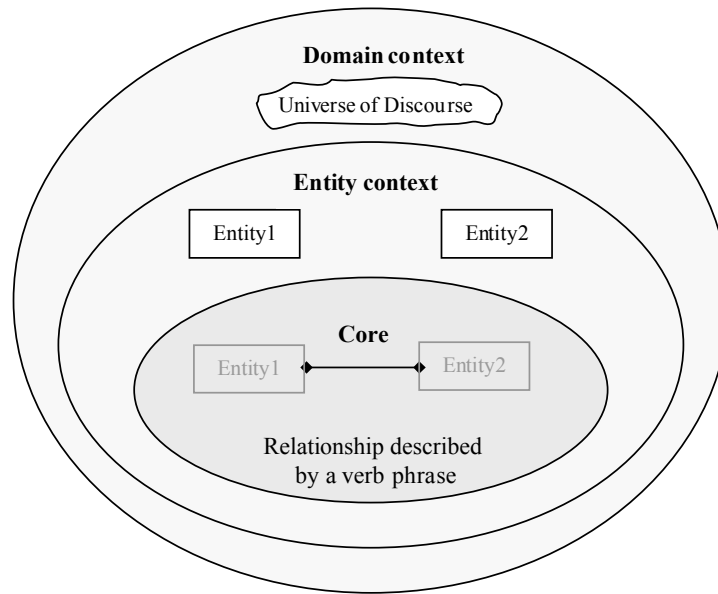 Domain context
Universe of Discourse
Entity context
Entity1
Entity2
Core
Entity1
Entity2
Relationship described
by a verb phrase